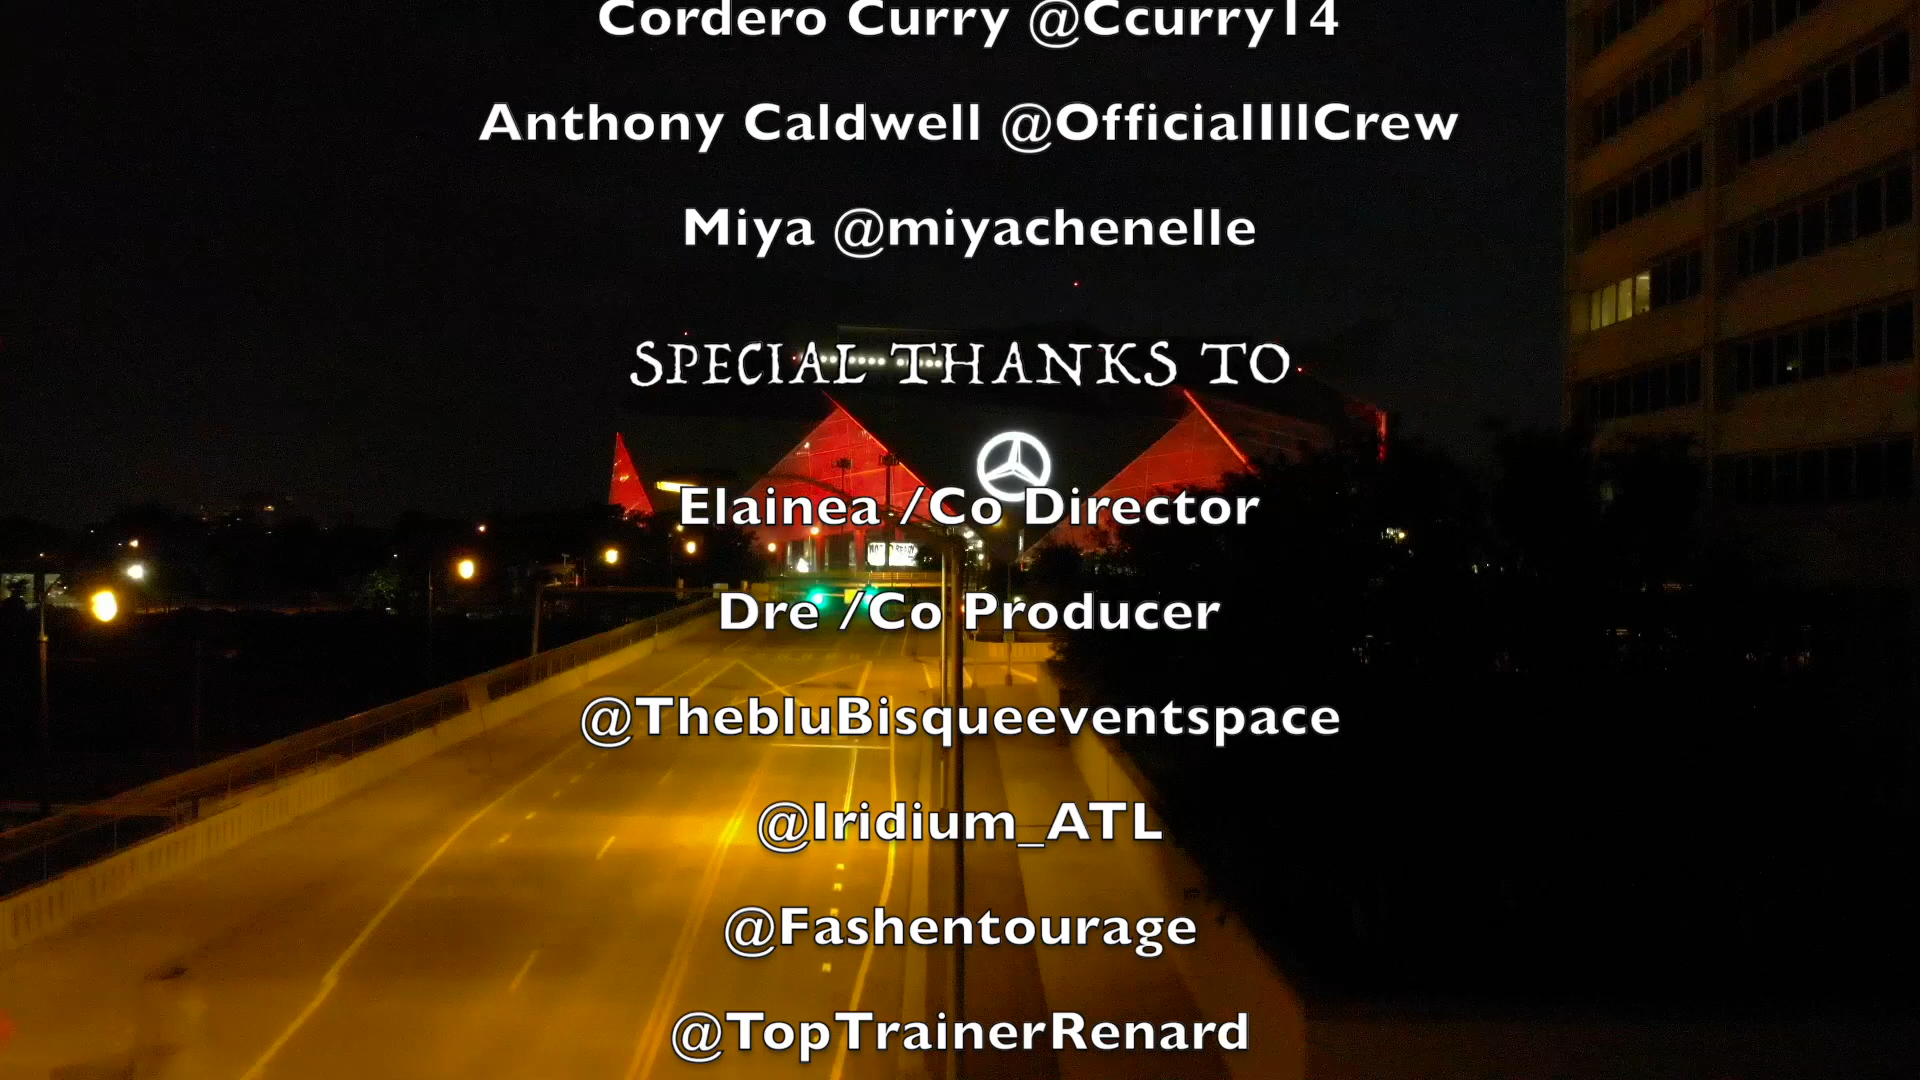 Cordero Curry @Ccurry14
Anthony Caldwell @OfficialIllCrew
Miya @miyachenelle
SPECIAL THANKS TO
Elainea /Co Director
Dre /Co Producer
@ThebluBisqueeventspace
@Iridium_ATL
@Fashentourage
@TopTrainerRenard